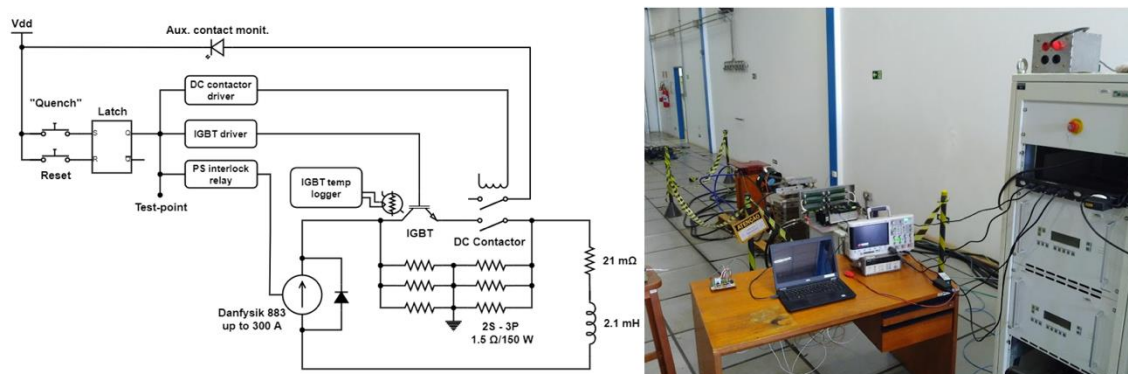 Vdd
Aux. contact monit.
DC contactor
driver
"Quench"
Latch
S
Q
IGBT driver
R
Q
Reset
PS interlock
relay
Test-point
IGBT temp
logger
IGBT
DC Contactor
21 mΩ
Danfysik 883
up to 300 A
2S - 3P
1.5 Ω/150 W
2.1 mH
ATENÇÃO